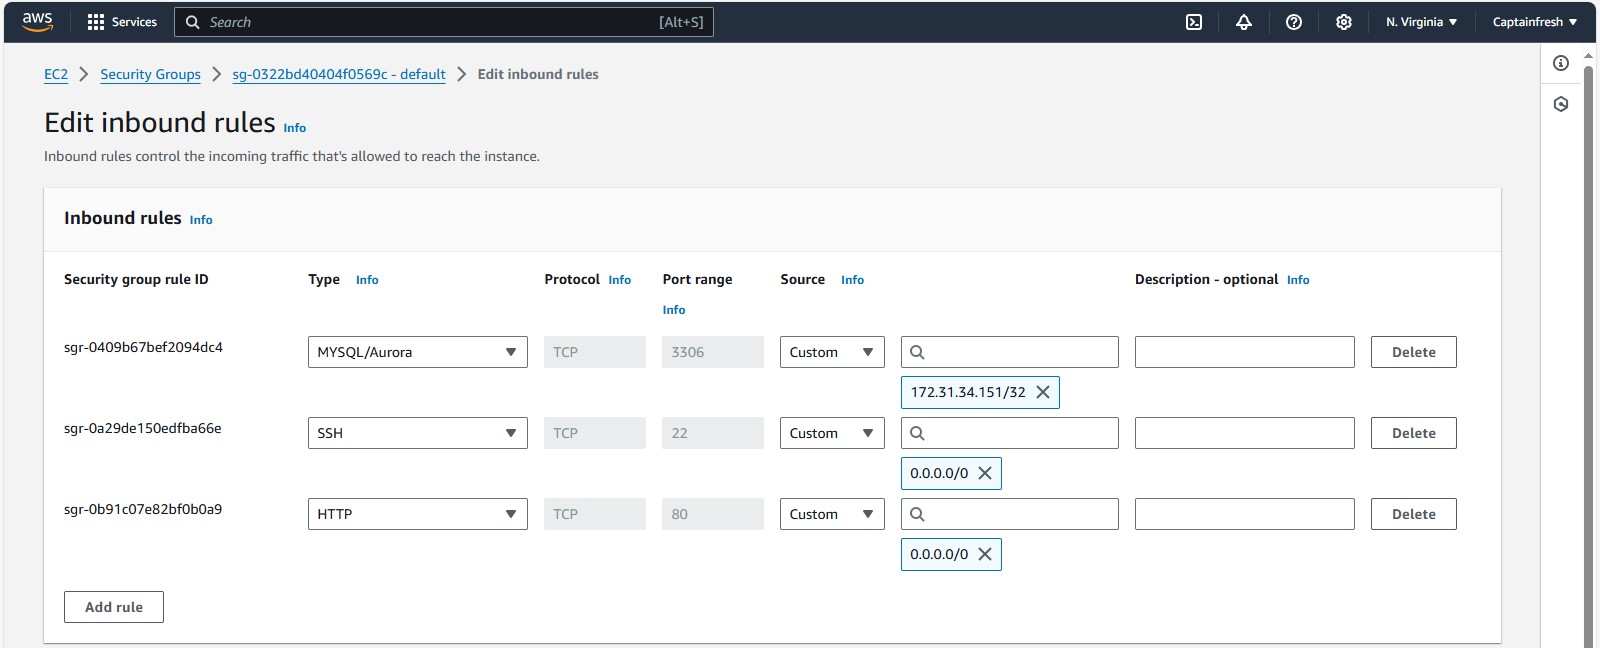 aws Services Search [Alt+S] N. Virginia Captainfresh
EC2 Security Groups sg-0322bd40404f0569c - default Edit inbound rules
Edit inbound rules Info
Inbound rules control the incoming traffic that's allowed to reach the instance.
Inbound rules Info
Security group rule ID Type Info Protocol Info Port range Source Info Description - optional Info
Info
sgr-0409b67bef2094dc4 MYSQL/Aurora TCP 3306 Custom Delete
172.31.34.151/32
sgr-0a29de150edfba66e SSH TCP 22 Custom Delete
0.0.0.0/0
sgr-0b91c07e82bf0b0a9 HTTP TCP 80 Custom Delete
0.0.0.0/0
Add rule